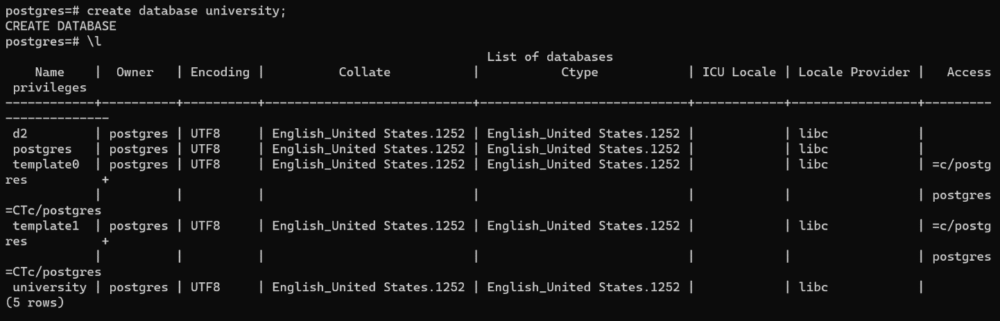 postgres=# create database university;
CREATE DATABASE
postgres=# \l
                                                                 List of databases
    Name    |  Owner   | Encoding |          Collate           |           Ctype            | ICU Locale | Locale Provider |   Access
 privileges
------------+----------+----------+----------------------------+----------------------------+------------+-----------------+---------
--------------
 d2         | postgres | UTF8     | English_United States.1252 | English_United States.1252 |            | libc            |
 postgres   | postgres | UTF8     | English_United States.1252 | English_United States.1252 |            | libc            |
 template0  | postgres | UTF8     | English_United States.1252 | English_United States.1252 |            | libc            | =c/postg
res          +
            |          |          |                            |                            |            |                 | postgres
=CTc/postgres
 template1  | postgres | UTF8     | English_United States.1252 | English_United States.1252 |            | libc            | =c/postg
res          +
            |          |          |                            |                            |            |                 | postgres
=CTc/postgres
 university | postgres | UTF8     | English_United States.1252 | English_United States.1252 |            | libc            |
(5 rows)